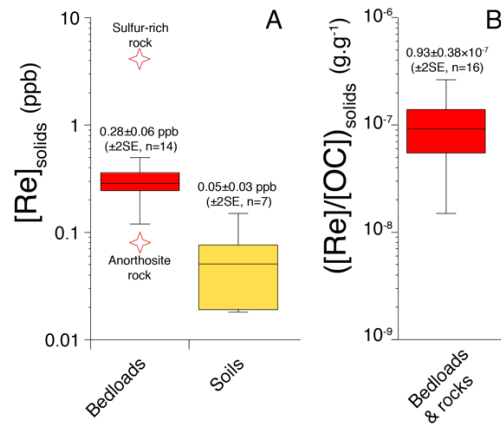 A
[Re]solids (ppb)
10
1
0.1
0.01
Sulfur-rich
rock
0.28±0.06 ppb
(±2SE, n=14)
0.05±0.03 ppb
(±2SE, n=7)
Anorthosite
rock
Bedloads
Soils
B
([Re]/[OC])solids (g.g-1)
10-6
10-7
10-8
10-9
0.93±0.38×10-7
(±2SE, n=16)
Bedloads
& rocks